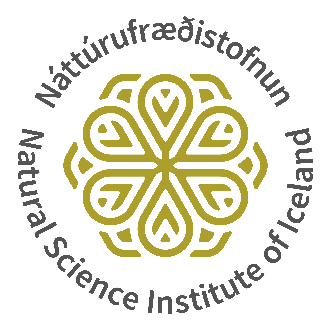 Náttúrufræðistofnun
Natural Science Institute of Iceland